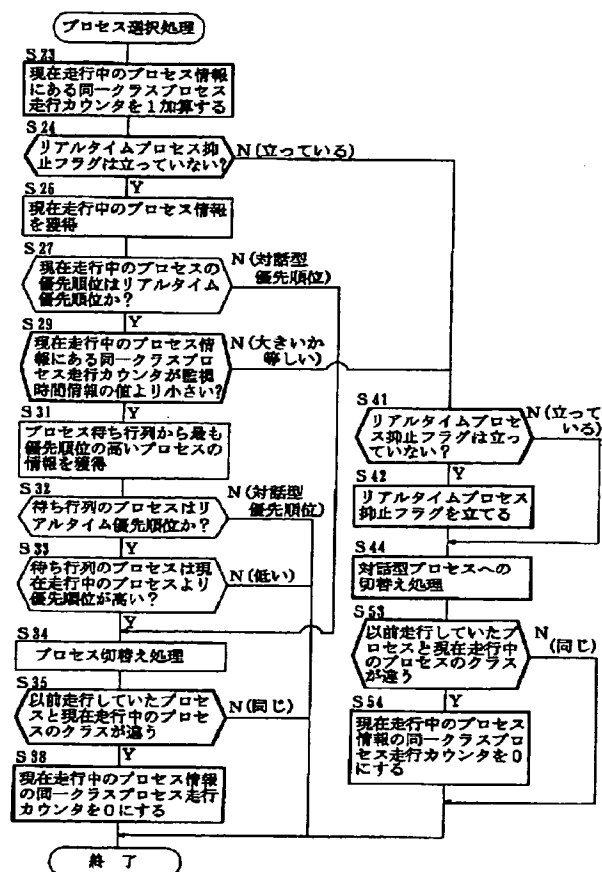 プロセス選択処理
S23
現在走行中のプロセス情報
にある同一クラスプロセス
走行カウンタを1加算する
S24
リアルタイムプロセス抑
止フラグは立っていない?
N(立っている)
Y
S26
現在走行中のプロセス情報
を獲得
S27
現在走行中のプロセスの
優先順位はリアルタイム
優先順位か?
N(対話型
優先順位)
Y
S29
現在走行中のプロセス情
報にある同一クラスプロ
セス走行カウンタが監視
時間情報の値より小さい?
N(大きいか
等しい)
Y
S31
プロセス待ち行列から最も
優先順位の高いプロセスの
情報を獲得
S32
待ち行列のプロセスはリ
アルタイム優先順位か?
N(対話型
優先順位)
Y
S33
待ち行列のプロセスは現
在走行中のプロセスより
優先順位が高い?
N(低い)
Y
S34
プロセス切替え処理
S35
以前走行していたプロセ
スと現在走行中のプロセ
スのクラスが違う
N(同じ)
Y
S38
現在走行中のプロセス情報
の同一クラスプロセス走行
カウンタを0にする
終了
S41
リアルタイムプロセ
ス抑止フラグは立っ
ていない?
N(立って
いる)
Y
S42
リアルタイムプロセス
抑止フラグを立てる
S44
対話型プロセスへの
切替え処理
S53
以前走行していたプ
ロセスと現在走行中
のプロセスのクラス
が違う
N
(同じ)
Y
S54
現在走行中のプロセス
情報の同一クラスプロ
セス走行カウンタを0
にする